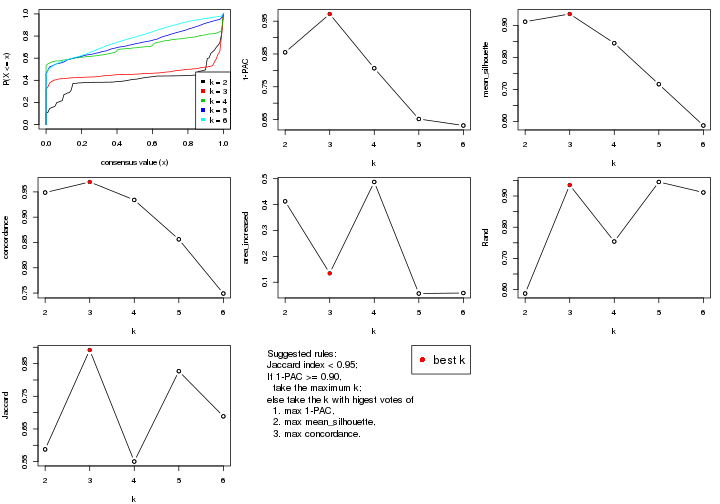 P(X <= x)
0.0 0.2 0.4 0.6 0.8 1.0
0.0 0.2 0.4 0.6 0.8 1.0
consensus value (x)
k = 2
k = 3
k = 4
k = 5
k = 6
1-PAC
0.65 0.75 0.85 0.95
2 3 4 5 6
k
mean_silhouette
0.60 0.70 0.80 0.90
2 3 4 5 6
k
concordance
0.75 0.80 0.85 0.90 0.95
2 3 4 5 6
k
area_increased
0.1 0.2 0.3 0.4 0.5
2 3 4 5 6
k
Rand
0.60 0.70 0.80 0.90
2 3 4 5 6
k
Jaccard
0.55 0.65 0.75 0.85
2 3 4 5 6
k
Suggested rules:
Jaccard index < 0.95;
If 1-PAC >= 0.90,
take the maximum k;
else take the k with higest votes of
1. max 1-PAC,
2. max mean_silhouette,
3. max concordance.
best k